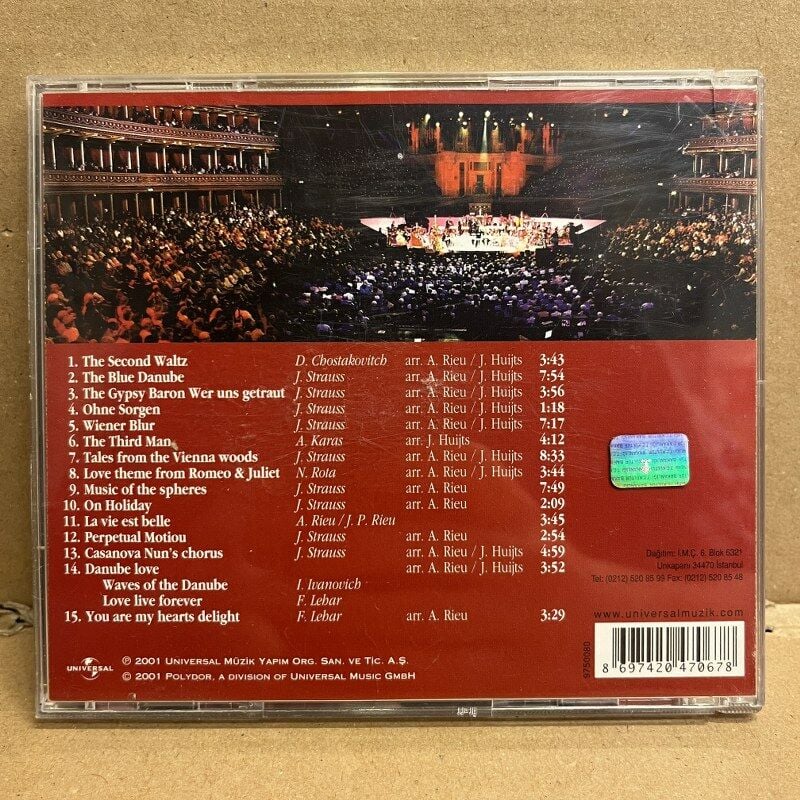 1. The Second Waltz D. Chostakovitch arr. A. Rieu / J. Huijts 3:43
2. The Blue Danube J. Strauss arr. A. Rieu / J. Huijts 7:54
3. The Gypsy Baron Wer uns getraut J. Strauss arr. A. Rieu / J. Huijts 3:56
4. Ohne Sorgen J. Strauss arr. A. Rieu / J. Huijts 1:18
5. Wiener Blur J. Strauss arr. A. Rieu / J. Huijts 7:17
6. The Third Man A. Karas arr. J. Huijts 4:12
7. Tales from the Vienna woods J. Strauss arr. A. Rieu / J. Huijts 8:33
8. Love theme from Romeo & Juliet N. Rota arr. A. Rieu / J. Huijts 3:44
9. Music of the spheres J. Strauss arr. A. Rieu 7:49
10. On Holiday J. Strauss arr. A. Rieu 2:09
11. La vie est belle A. Rieu / J. P. Rieu 3:45
12. Perpetual Motiou J. Strauss arr. A. Rieu 2:54
13. Casanova Nun's chorus J. Strauss arr. A. Rieu / J. Huijts 4:59
14. Danube love arr. A. Rieu / J. Huijts 3:52
Waves of the Danube I. Ivanovich
Love live forever F. Lehar
15. You are my hearts delight F. Lehar arr. A. Rieu 3:29
Dağıtım: İ.M.Ç. 6. Blok 6321
Unkapanı 34470 İstanbul
Tel: (0212) 520 85 99 Fax: (0212) 520 85 48
www.universalmuzik.com
9750080
8 697420 470678
UNIVERSAL
℗ 2001 Universal Müzik Yapım Org. San. ve Tic. A.Ş.
© 2001 Polydor, a division of Universal Music GmbH